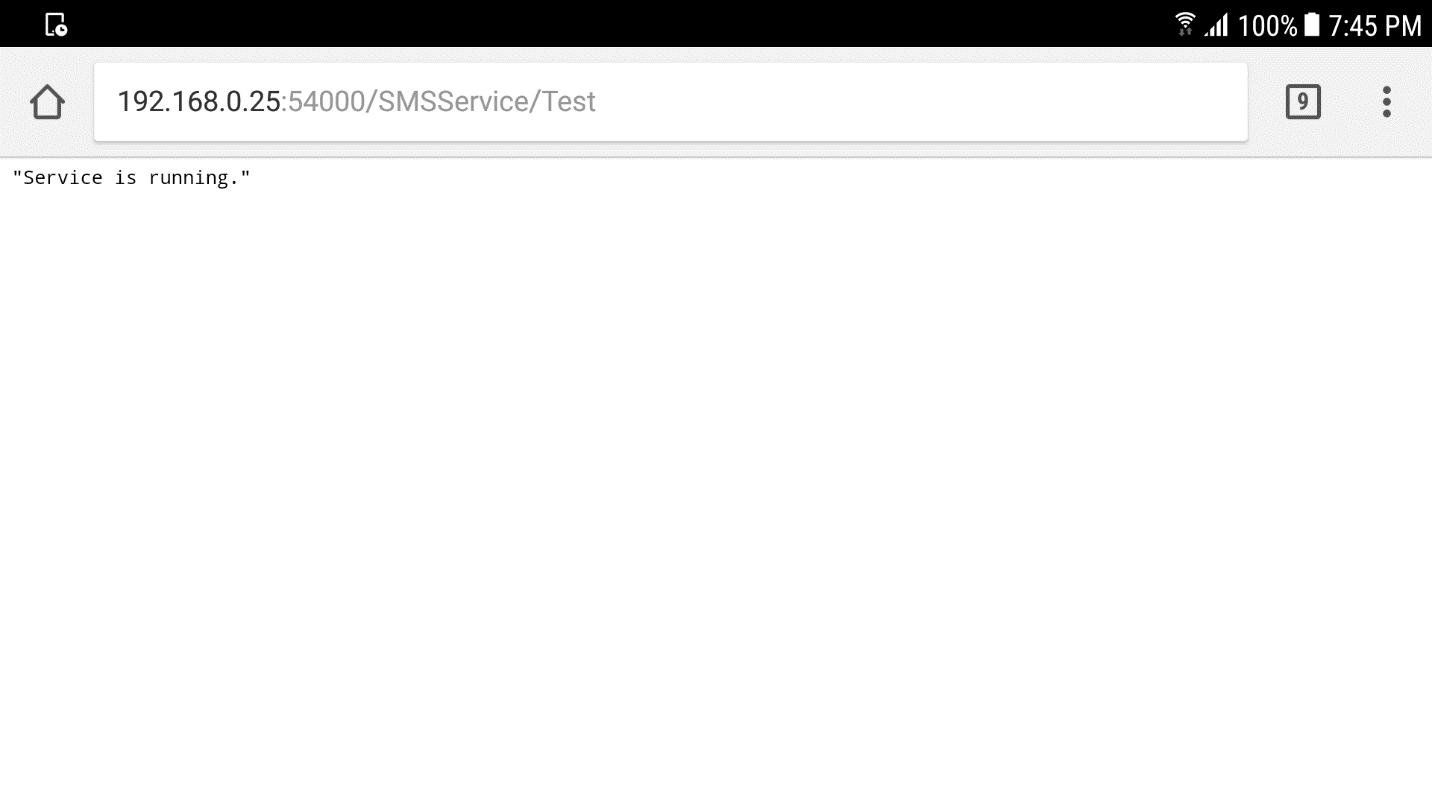 100% 7:45 PM
192.168.0.25:54000/SMSService/Test
9
"Service is running."